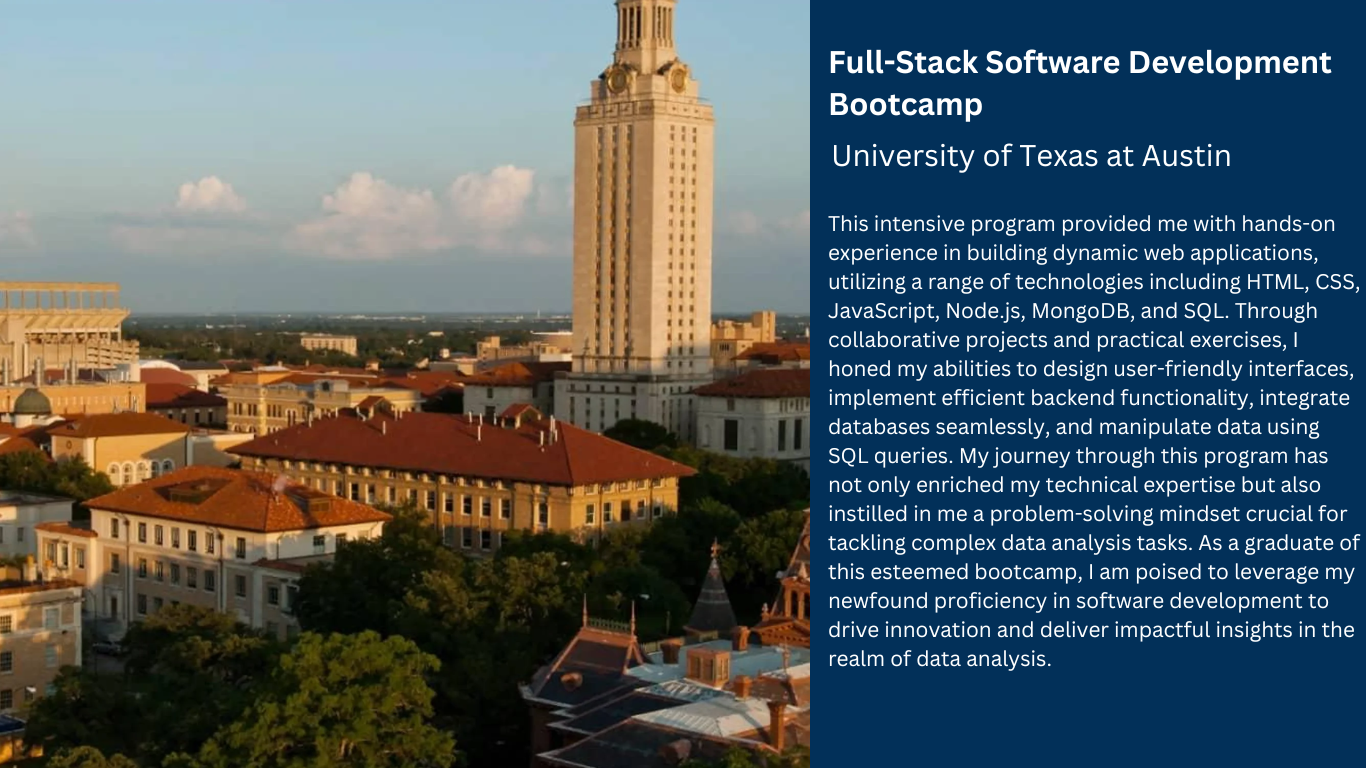 Full-Stack Software Development
Bootcamp
University of Texas at Austin
This intensive program provided me with hands-on
experience in building dynamic web applications,
utilizing a range of technologies including HTML, CSS,
JavaScript, Node.js, MongoDB, and SQL. Through
collaborative projects and practical exercises, I
honed my abilities to design user-friendly interfaces,
implement efficient backend functionality, integrate
databases seamlessly, and manipulate data using
SQL queries. My journey through this program has
not only enriched my technical expertise but also
instilled in me a problem-solving mindset crucial for
tackling complex data analysis tasks. As a graduate of
this esteemed bootcamp, I am poised to leverage my
newfound proficiency in software development to
drive innovation and deliver impactful insights in the
realm of data analysis.